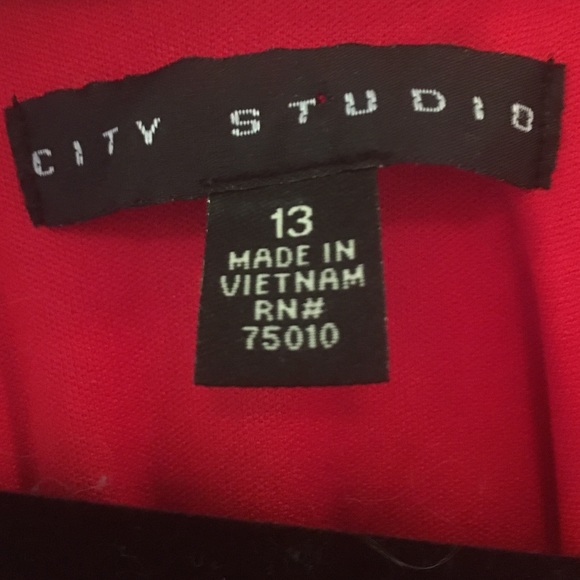 CITY STUDIO
13
MADE IN
VIETNAM
RN#
75010